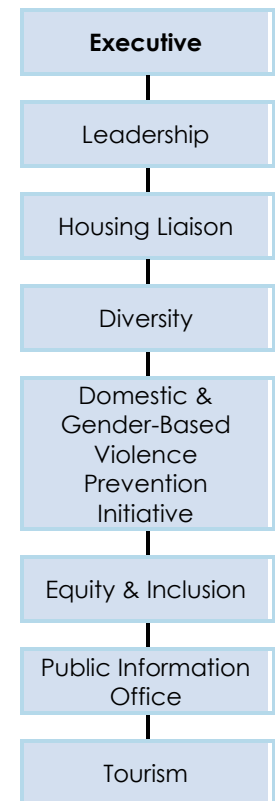 Executive
Leadership
Housing Liaison
Diversity
Domestic &
Gender-Based
Violence
Prevention
Initiative
Equity & Inclusion
Public Information
Office
Tourism